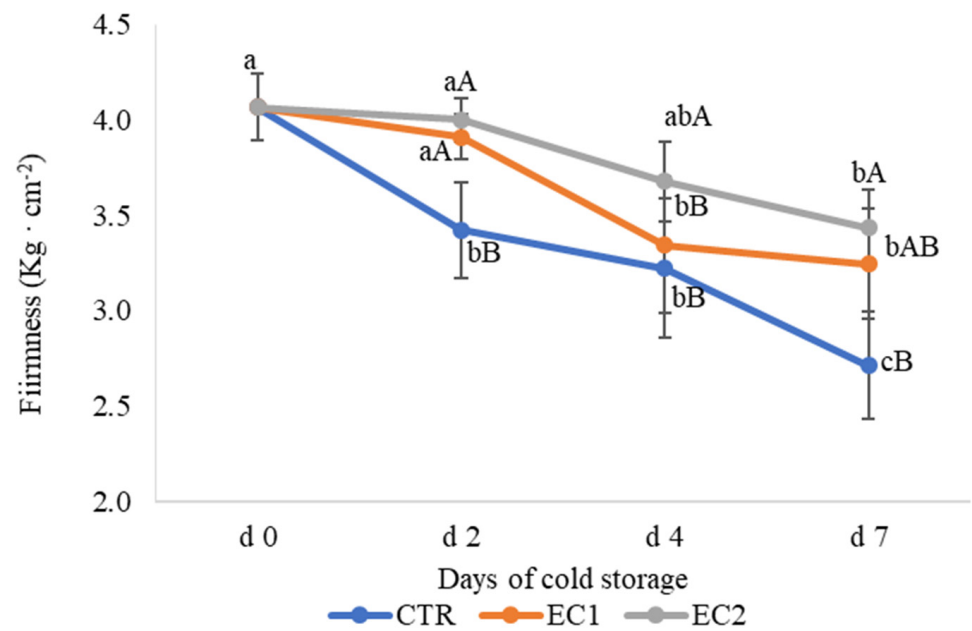 4.5
4.0
3.5
3.0
2.5
2.0
Fiirmness (Kg · cm⁻²)
a
aA
aA
bB
abA
bB
bB
bA
bAB
cB
d 0 d 2 d 4 d 7
Days of cold storage
CTR EC1 EC2